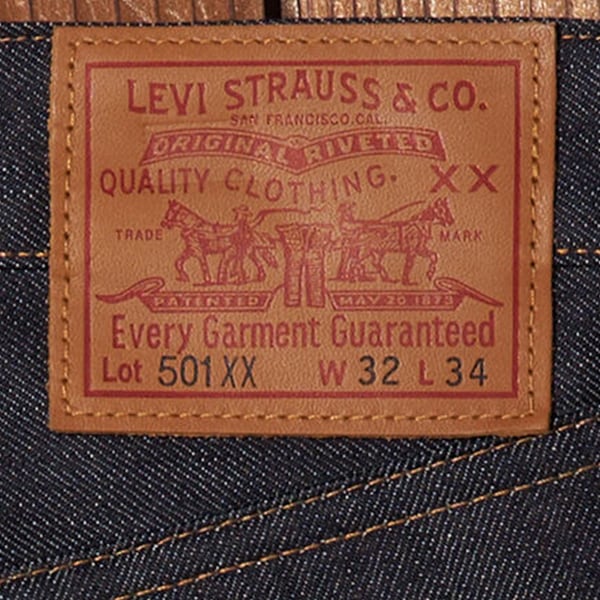 LEVI STRAUSS & CO.
SAN FRANCISCO.CAL.
ORIGINAL RIVETED
QUALITY CLOTHING. XX
TRADE MARK
PATENTED MAY 20 1873
Every Garment Guaranteed
Lot 501XX W 32 L 34